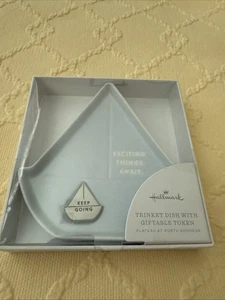 EXCITING
THINGS
AWAIT.
KEEP
GOING
Hallmark
TRINKET DISH WITH
GIFTABLE TOKEN